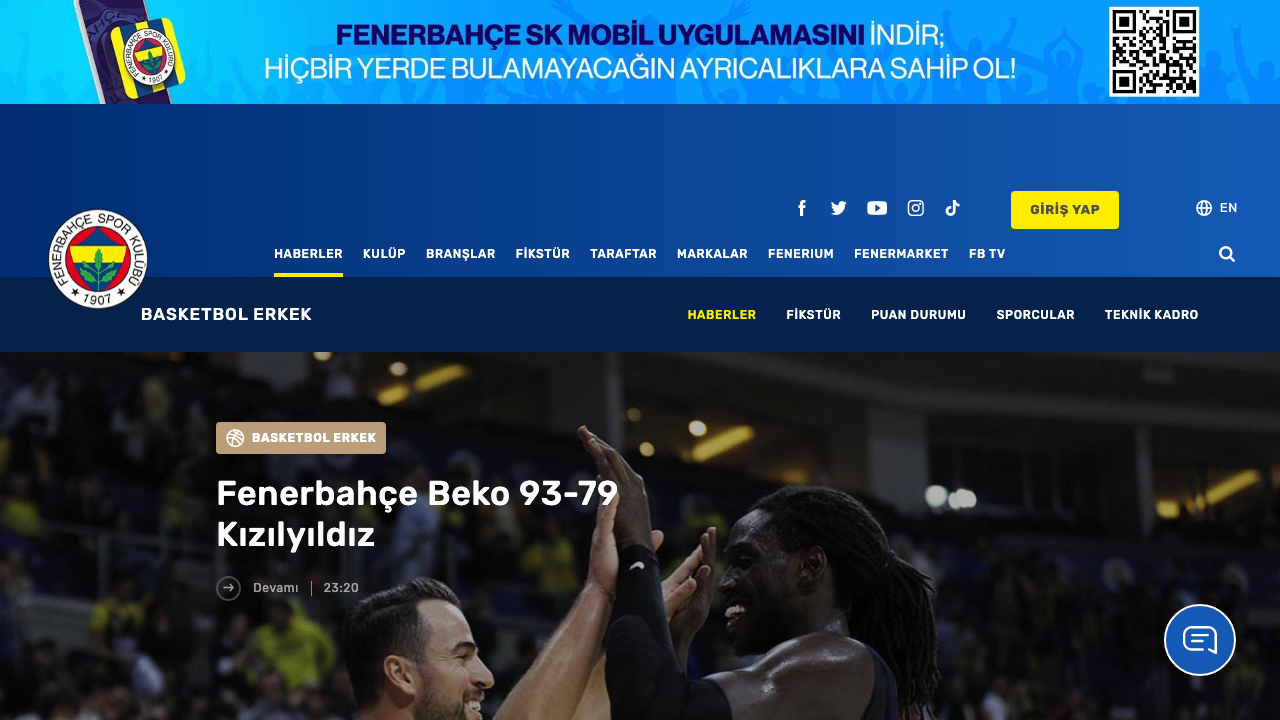 FENERBAHÇE SK MOBİL UYGULAMASINI İNDİR;
HİÇBİR YERDE BULAMAYACAĞIN AYRICALIKLARA SAHİP OL!
GİRİŞ YAP
EN
FENERBAHÇE SPOR KULÜBÜ
1907
HABERLER KULÜP BRANŞLAR FİKSTÜR TARAFTAR MARKALAR FENERIUM FENERMARKET FB TV
BASKETBOL ERKEK
HABERLER FİKSTÜR PUAN DURUMU SPORCULAR TEKNİK KADRO
BASKETBOL ERKEK
Fenerbahçe Beko 93-79
Kızılyıldız
Devamı | 23:20